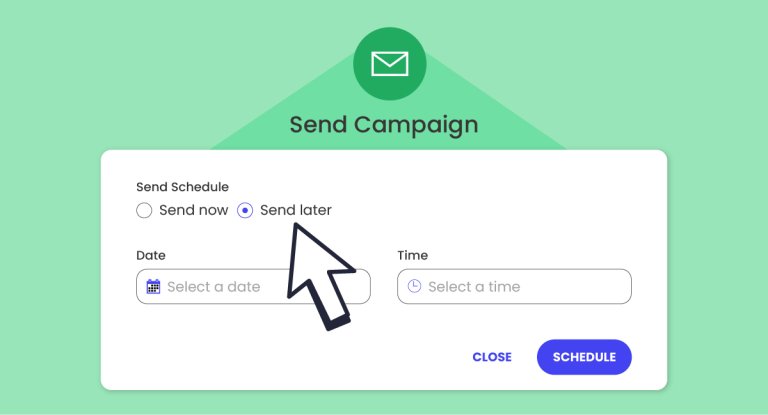 Send Campaign
Send Schedule
Send now Send later
Date Time
Select a date Select a time
CLOSE SCHEDULE